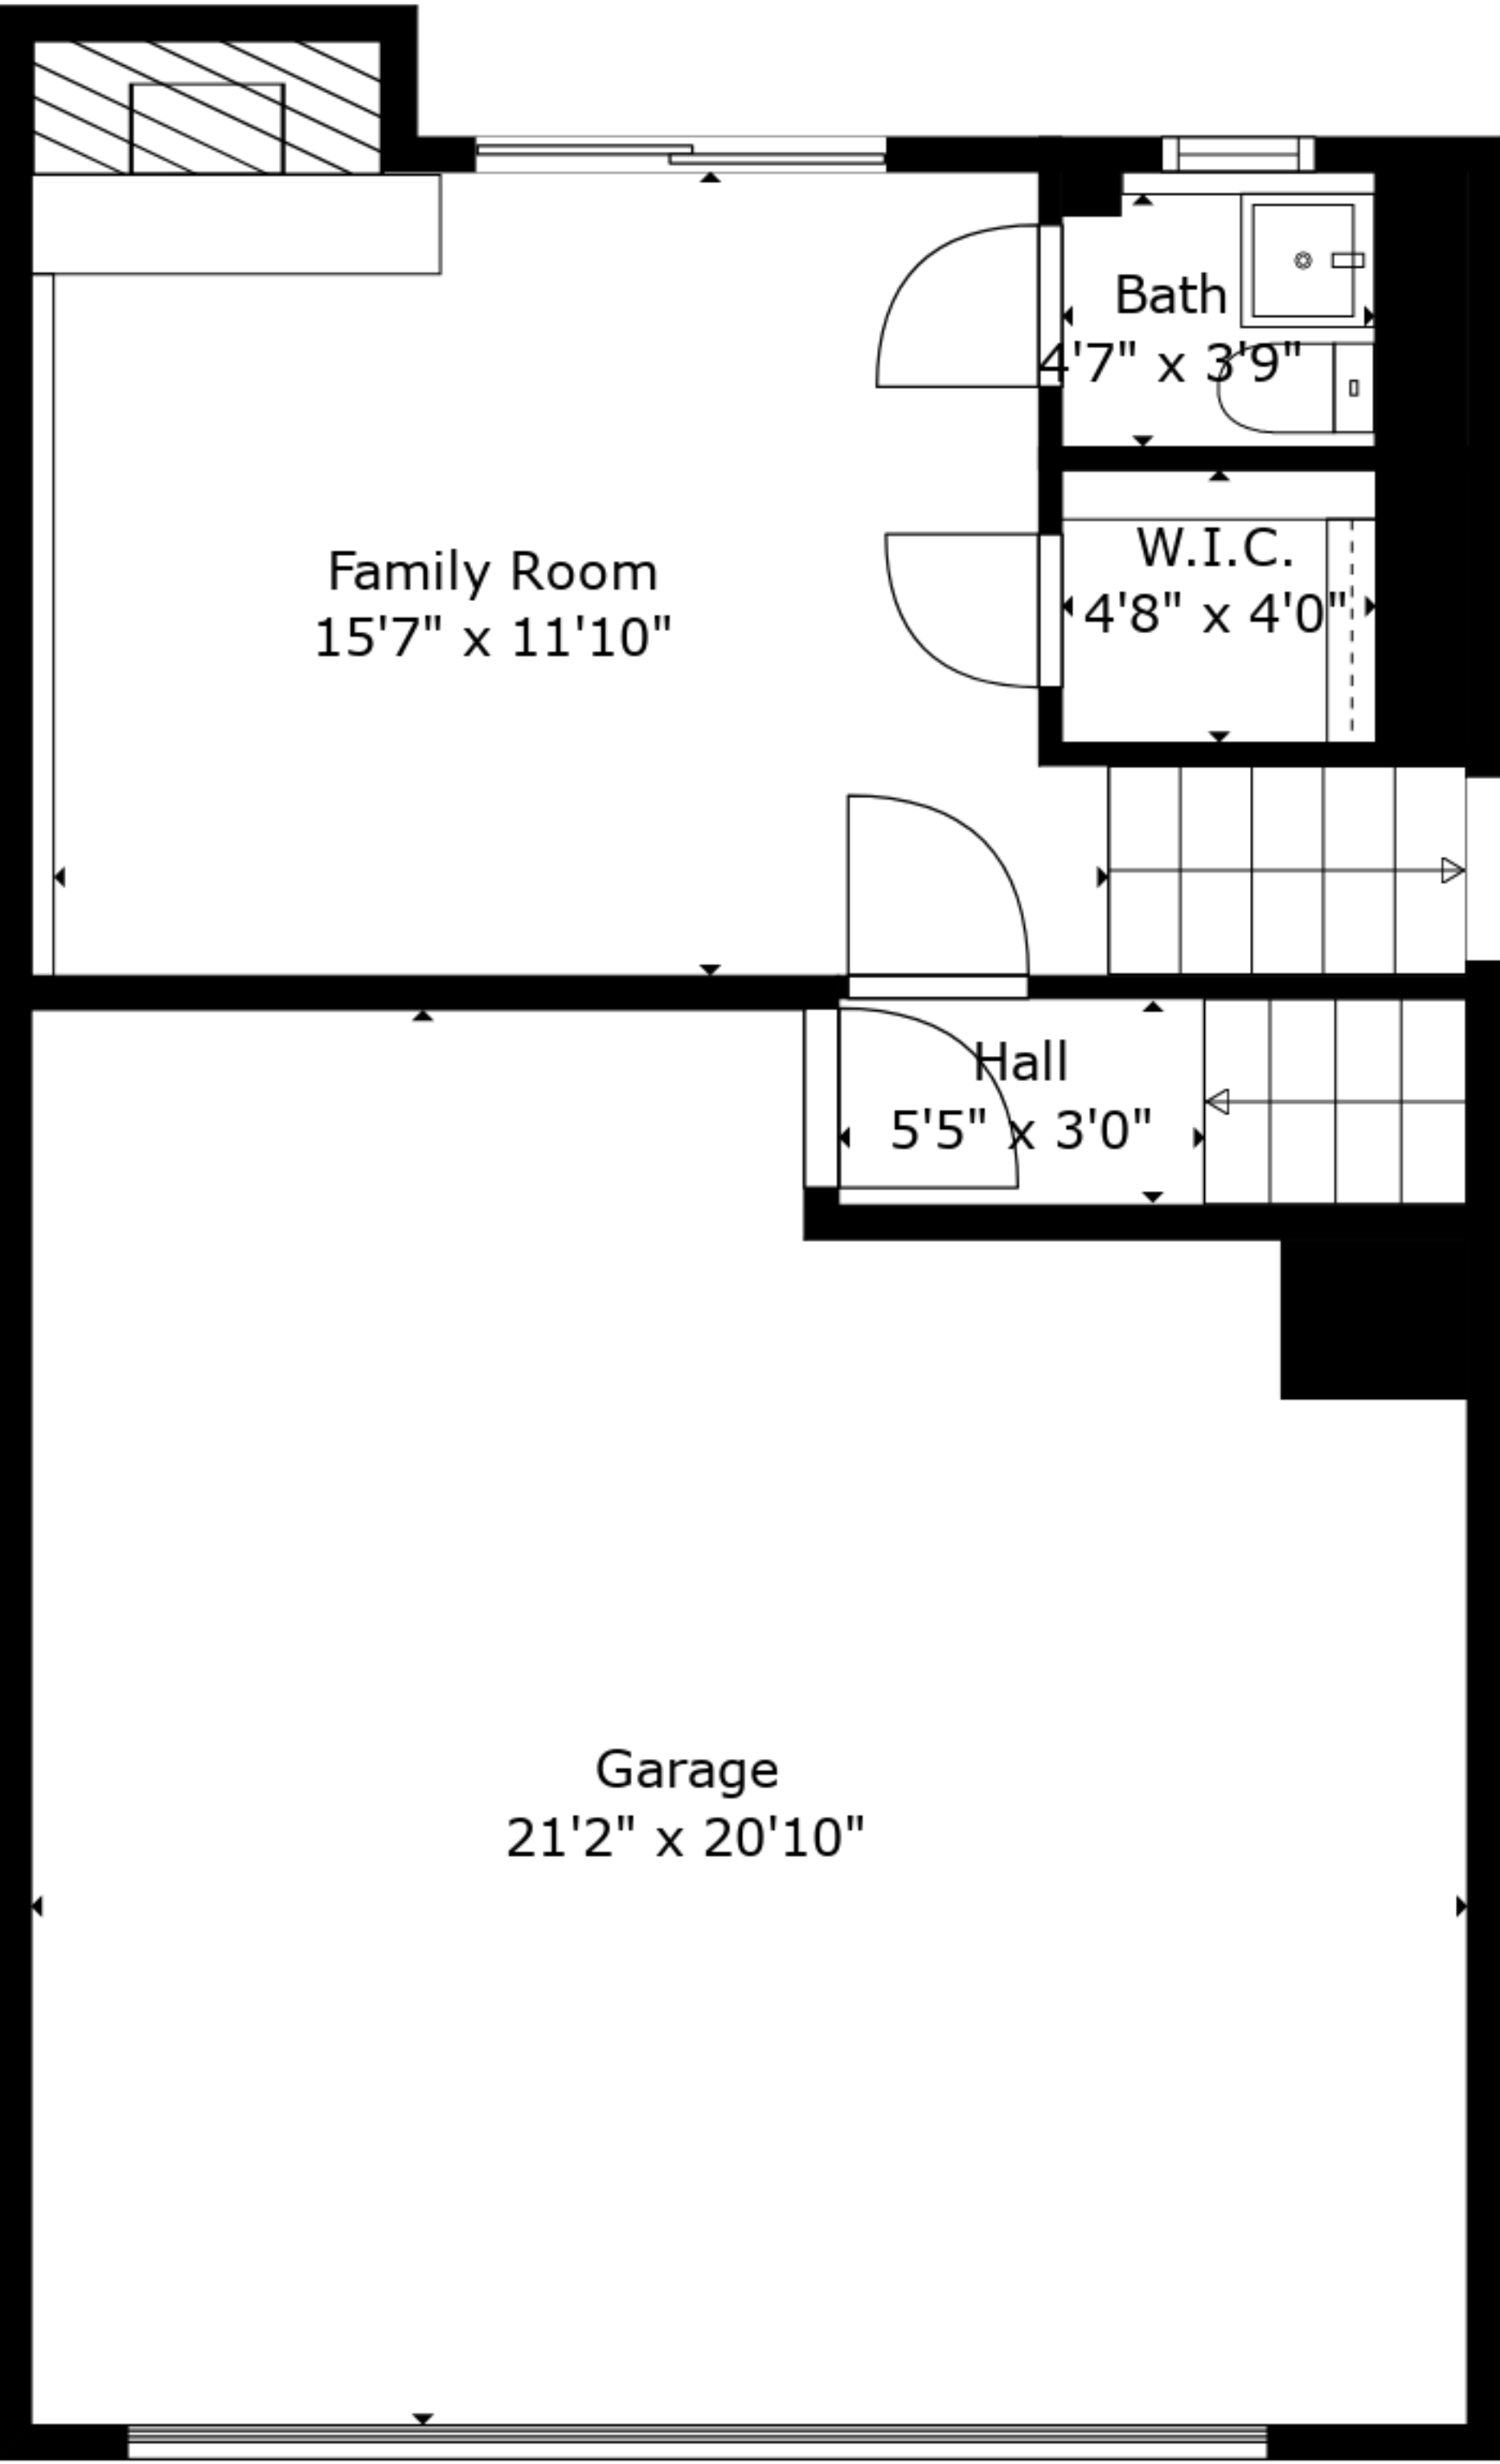 Bath
4'7" x 3'9"
W.I.C.
4'8" x 4'0"
Family Room
15'7" x 11'10"
Hall
5'5" x 3'0"
Garage
21'2" x 20'10"